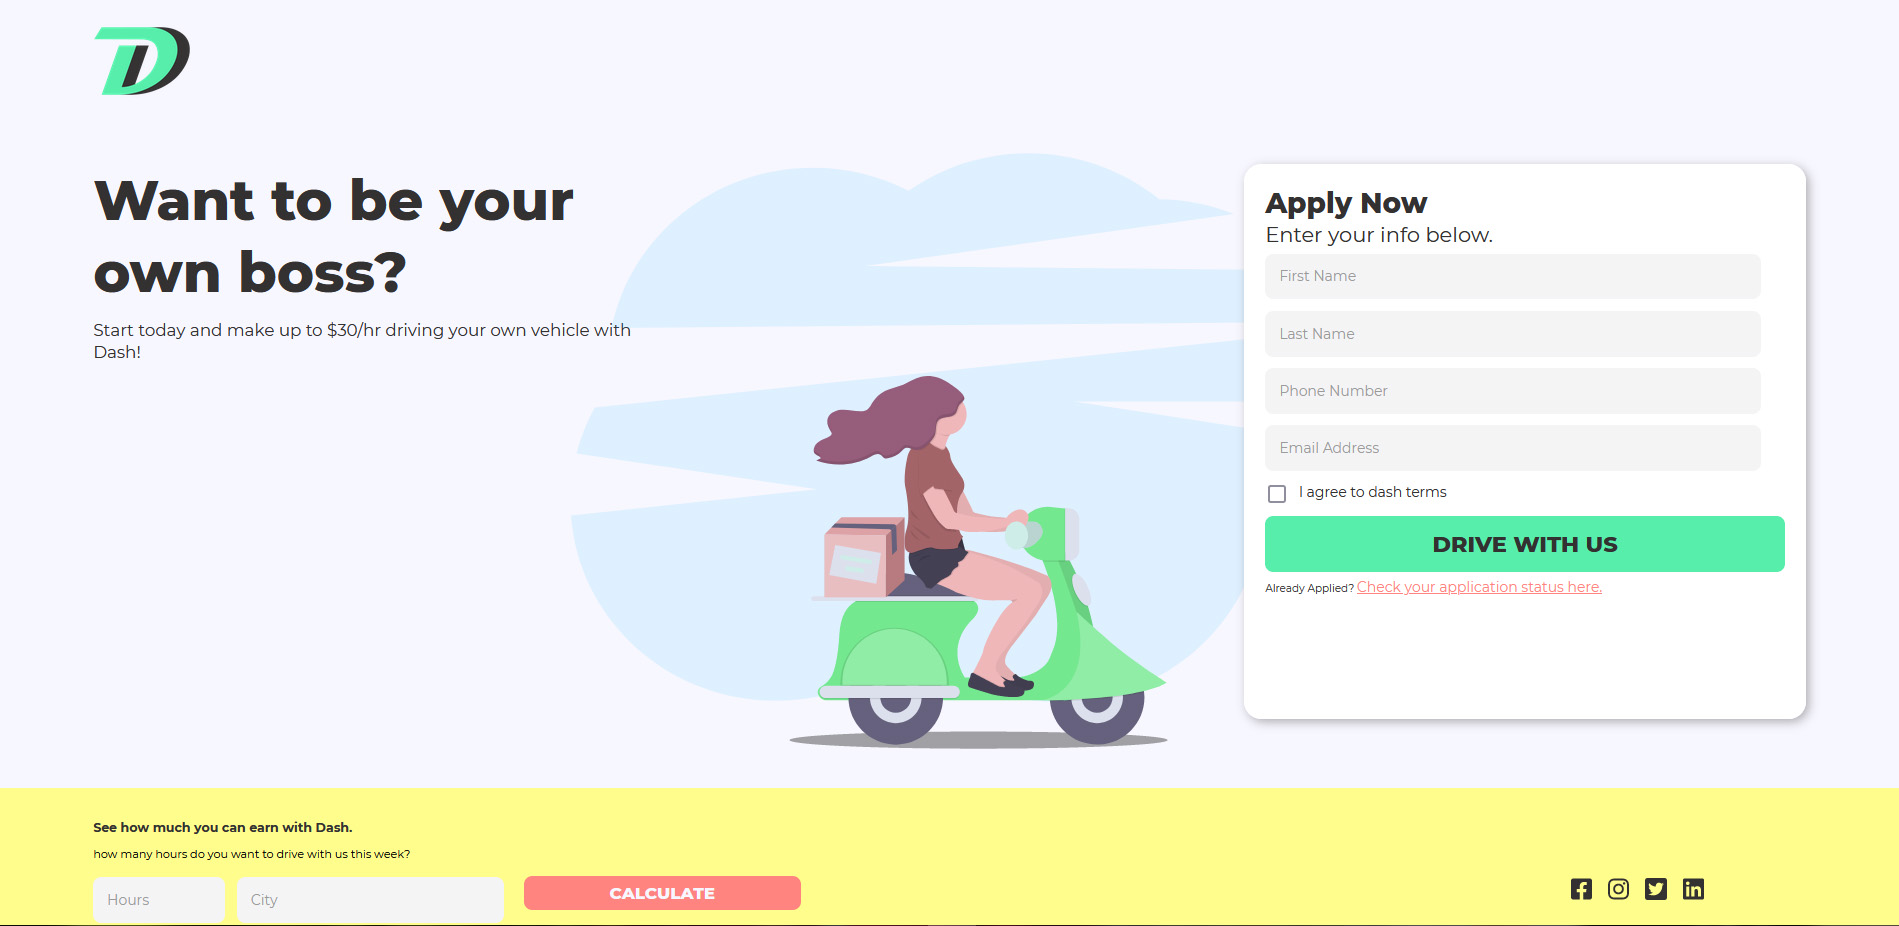 Want to be your
own boss?
Start today and make up to $30/hr driving your own vehicle with
Dash!
Apply Now
Enter your info below.
First Name
Last Name
Phone Number
Email Address
I agree to dash terms
DRIVE WITH US
Already Applied? Check your application status here.
See how much you can earn with Dash.
how many hours do you want to drive with us this week?
Hours
City
CALCULATE